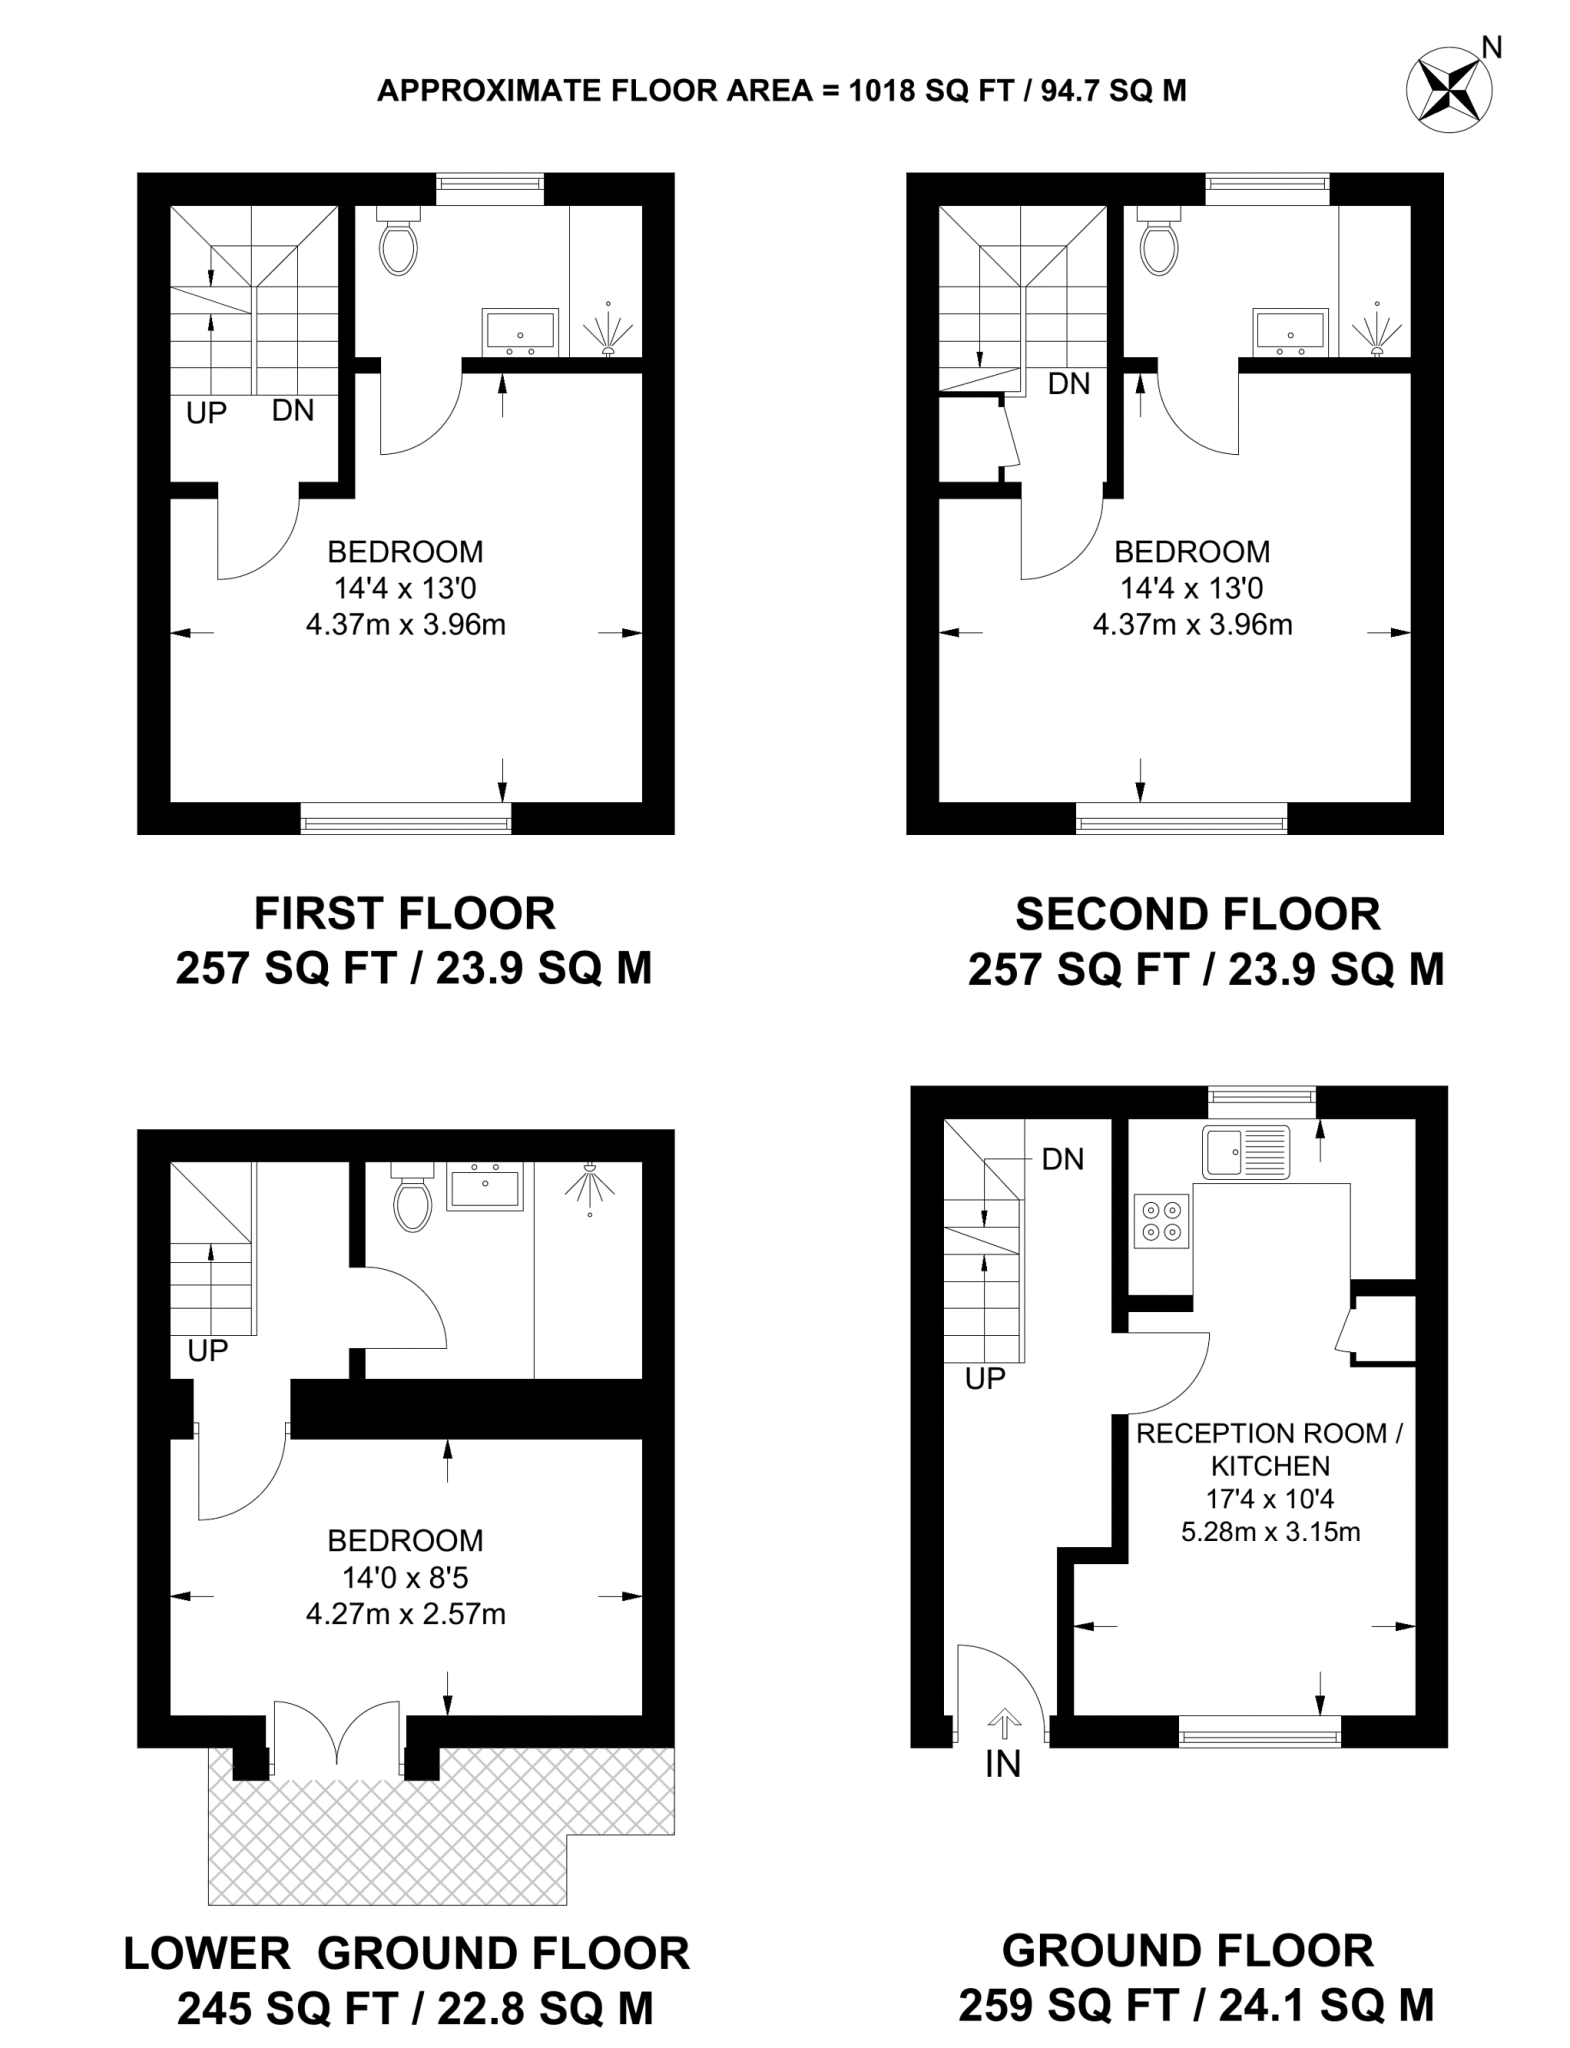 N
APPROXIMATE FLOOR AREA = 1018 SQ FT / 94.7 SQ M
UP
DN
BEDROOM
14'4 x 13'0
4.37m x 3.96m
FIRST FLOOR
257 SQ FT / 23.9 SQ M
DN
BEDROOM
14'4 x 13'0
4.37m x 3.96m
SECOND FLOOR
257 SQ FT / 23.9 SQ M
UP
BEDROOM
14'0 x 8'5
4.27m x 2.57m
LOWER GROUND FLOOR
245 SQ FT / 22.8 SQ M
DN
UP
RECEPTION ROOM /
KITCHEN
17'4 x 10'4
5.28m x 3.15m
IN
GROUND FLOOR
259 SQ FT / 24.1 SQ M